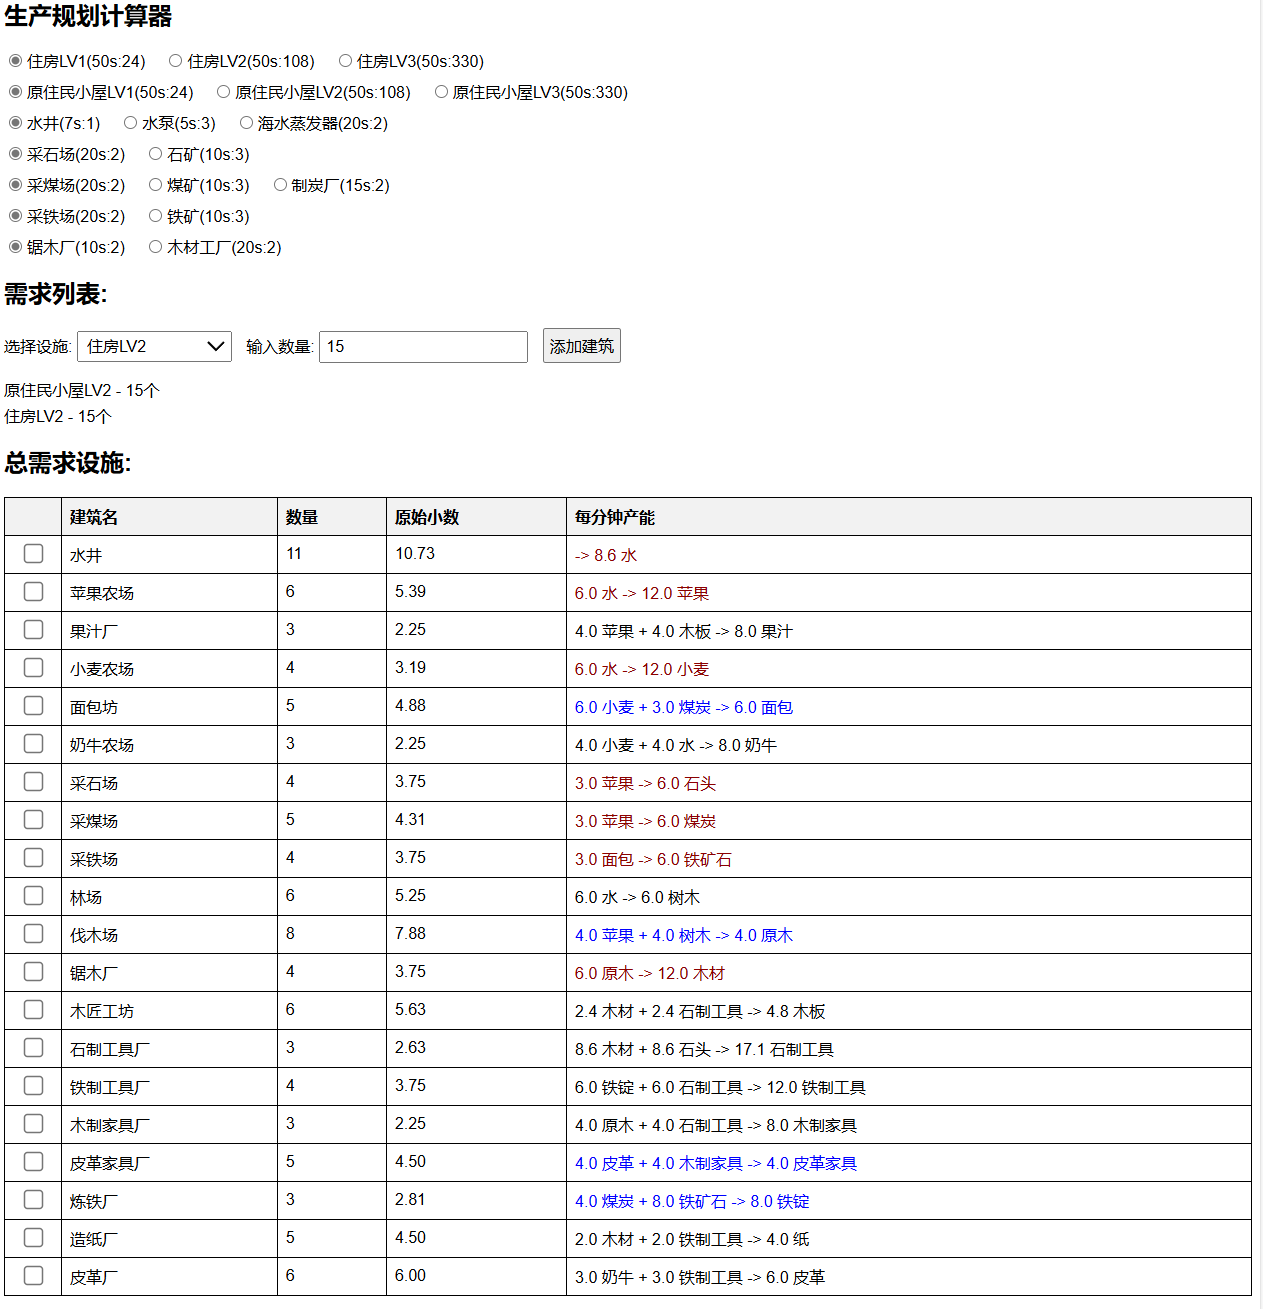 生产规划计算器
住房LV1(50s:24) 住房LV2(50s:108) 住房LV3(50s:330)
原住民小屋LV1(50s:24) 原住民小屋LV2(50s:108) 原住民小屋LV3(50s:330)
水井(7s:1) 水泵(5s:3) 海水蒸发器(20s:2)
采石场(20s:2) 石矿(10s:3)
采煤场(20s:2) 煤矿(10s:3) 制炭厂(15s:2)
采铁场(20s:2) 铁矿(10s:3)
锯木厂(10s:2) 木材工厂(20s:2)
需求列表:
选择设施: 住房LV2 输入数量: 15 添加建筑
原住民小屋LV2 - 15个
住房LV2 - 15个
总需求设施:
建筑名 数量 原始小数 每分钟产能
水井 11 10.73 -> 8.6 水
苹果农场 6 5.39 6.0 水 -> 12.0 苹果
果汁厂 3 2.25 4.0 苹果 + 4.0 木板 -> 8.0 果汁
小麦农场 4 3.19 6.0 水 -> 12.0 小麦
面包坊 5 4.88 6.0 小麦 + 3.0 煤炭 -> 6.0 面包
奶牛农场 3 2.25 4.0 小麦 + 4.0 水 -> 8.0 奶牛
采石场 4 3.75 3.0 苹果 -> 6.0 石头
采煤场 5 4.31 3.0 苹果 -> 6.0 煤炭
采铁场 4 3.75 3.0 面包 -> 6.0 铁矿石
林场 6 5.25 6.0 水 -> 6.0 树木
伐木场 8 7.88 4.0 苹果 + 4.0 树木 -> 4.0 原木
锯木厂 4 3.75 6.0 原木 -> 12.0 木材
木匠工坊 6 5.63 2.4 木材 + 2.4 石制工具 -> 4.8 木板
石制工具厂 3 2.63 8.6 木材 + 8.6 石头 -> 17.1 石制工具
铁制工具厂 4 3.75 6.0 铁锭 + 6.0 石制工具 -> 12.0 铁制工具
木制家具厂 3 2.25 4.0 原木 + 4.0 石制工具 -> 8.0 木制家具
皮革家具厂 5 4.50 4.0 皮革 + 4.0 木制家具 -> 4.0 皮革家具
炼铁厂 3 2.81 4.0 煤炭 + 8.0 铁矿石 -> 8.0 铁锭
造纸厂 5 4.50 2.0 木材 + 2.0 铁制工具 -> 4.0 纸
皮革厂 6 6.00 3.0 奶牛 + 3.0 铁制工具 -> 6.0 皮革